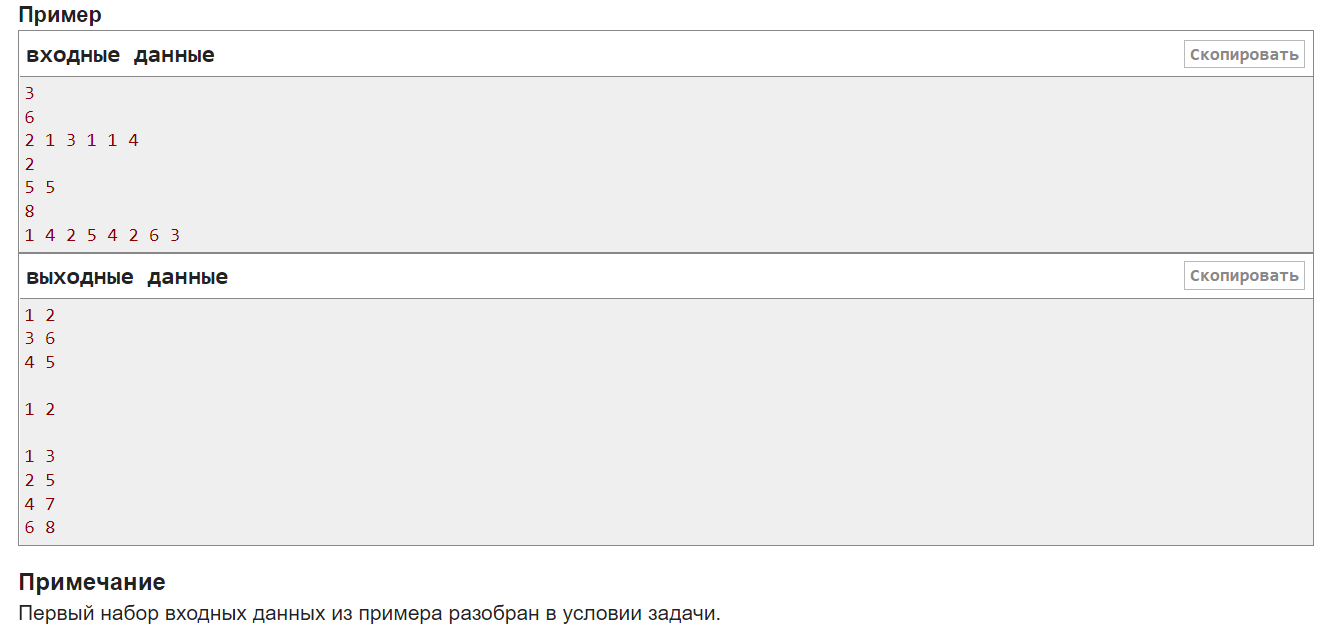 Пример
входные данные
Скопировать
3
6
2 1 3 1 1 4
2
5 5
8
1 4 2 5 4 2 6 3
выходные данные
Скопировать
1 2
3 6
4 5
1 2
1 3
2 5
4 7
6 8
Примечание
Первый набор входных данных из примера разобран в условии задачи.